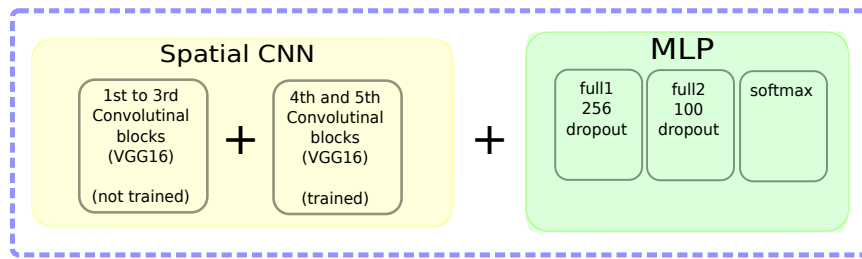 Spatial CNN
1st to 3rd
Convolutinal
blocks
(VGG16)
(not trained)
+
4th and 5th
Convolutinal
blocks
(VGG16)
(trained)
+
MLP
full1
256
dropout
full2
100
dropout
softmax